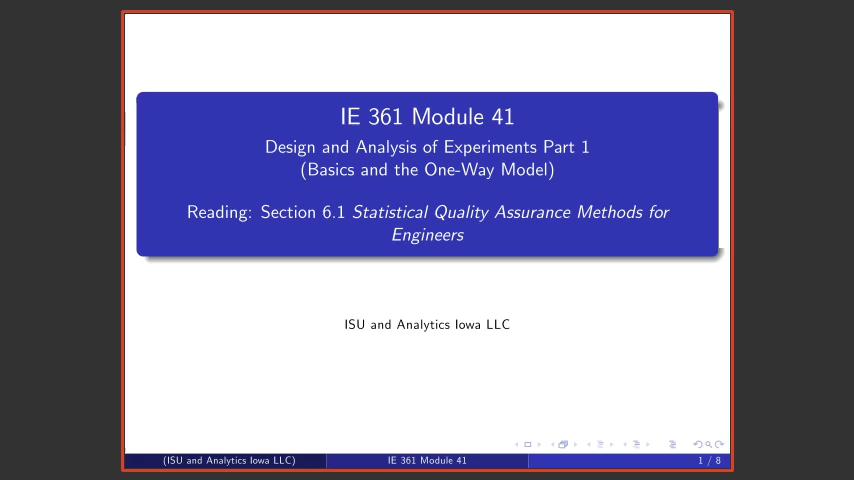 IE 361 Module 41
Design and Analysis of Experiments Part 1
(Basics and the One-Way Model)
Reading: Section 6.1 Statistical Quality Assurance Methods for
Engineers
ISU and Analytics Iowa LLC
(ISU and Analytics Iowa LLC)
IE 361 Module 41
1 / 8